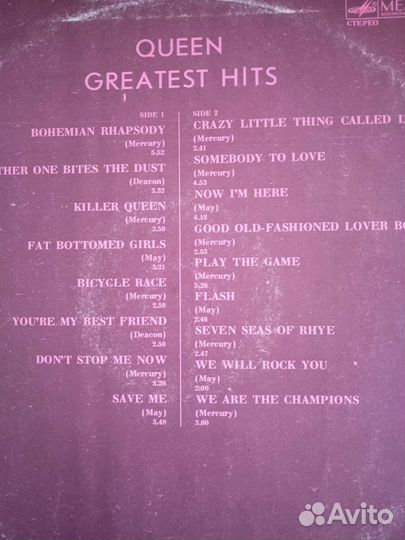 ME
СТЕРЕО
QUEEN
GREATEST HITS
SIDE 1
BOHEMIAN RHAPSODY
(Mercury)
5.52
THER ONE BITES THE DUST
(Deacon)
3.32
KILLER QUEEN
(Mercury)
2.59
FAT BOTTOMED GIRLS
(May)
3.21
BICYCLE RACE
(Mercury)
2.59
YOU'RE MY BEST FRIEND
(Deacon)
2.50
DON'T STOP ME NOW
(Mercury)
3.29
SAVE ME
(May)
3.48
SIDE 2
CRAZY LITTLE THING CALLED L
(Mercury)
2.41
SOMEBODY TO LOVE
(Mercury)
4.53
NOW I'M HERE
(May)
4.12
GOOD OLD-FASHIONED LOVER BO
(Mercury)
2.53
PLAY THE GAME
(Mercury)
3.28
FLASH
(May)
2.46
SEVEN SEAS OF RHYE
(Mercury)
2.47
WE WILL ROCK YOU
(May)
2:00
WE ARE THE CHAMPIONS
(Mercury)
3.00
Avito